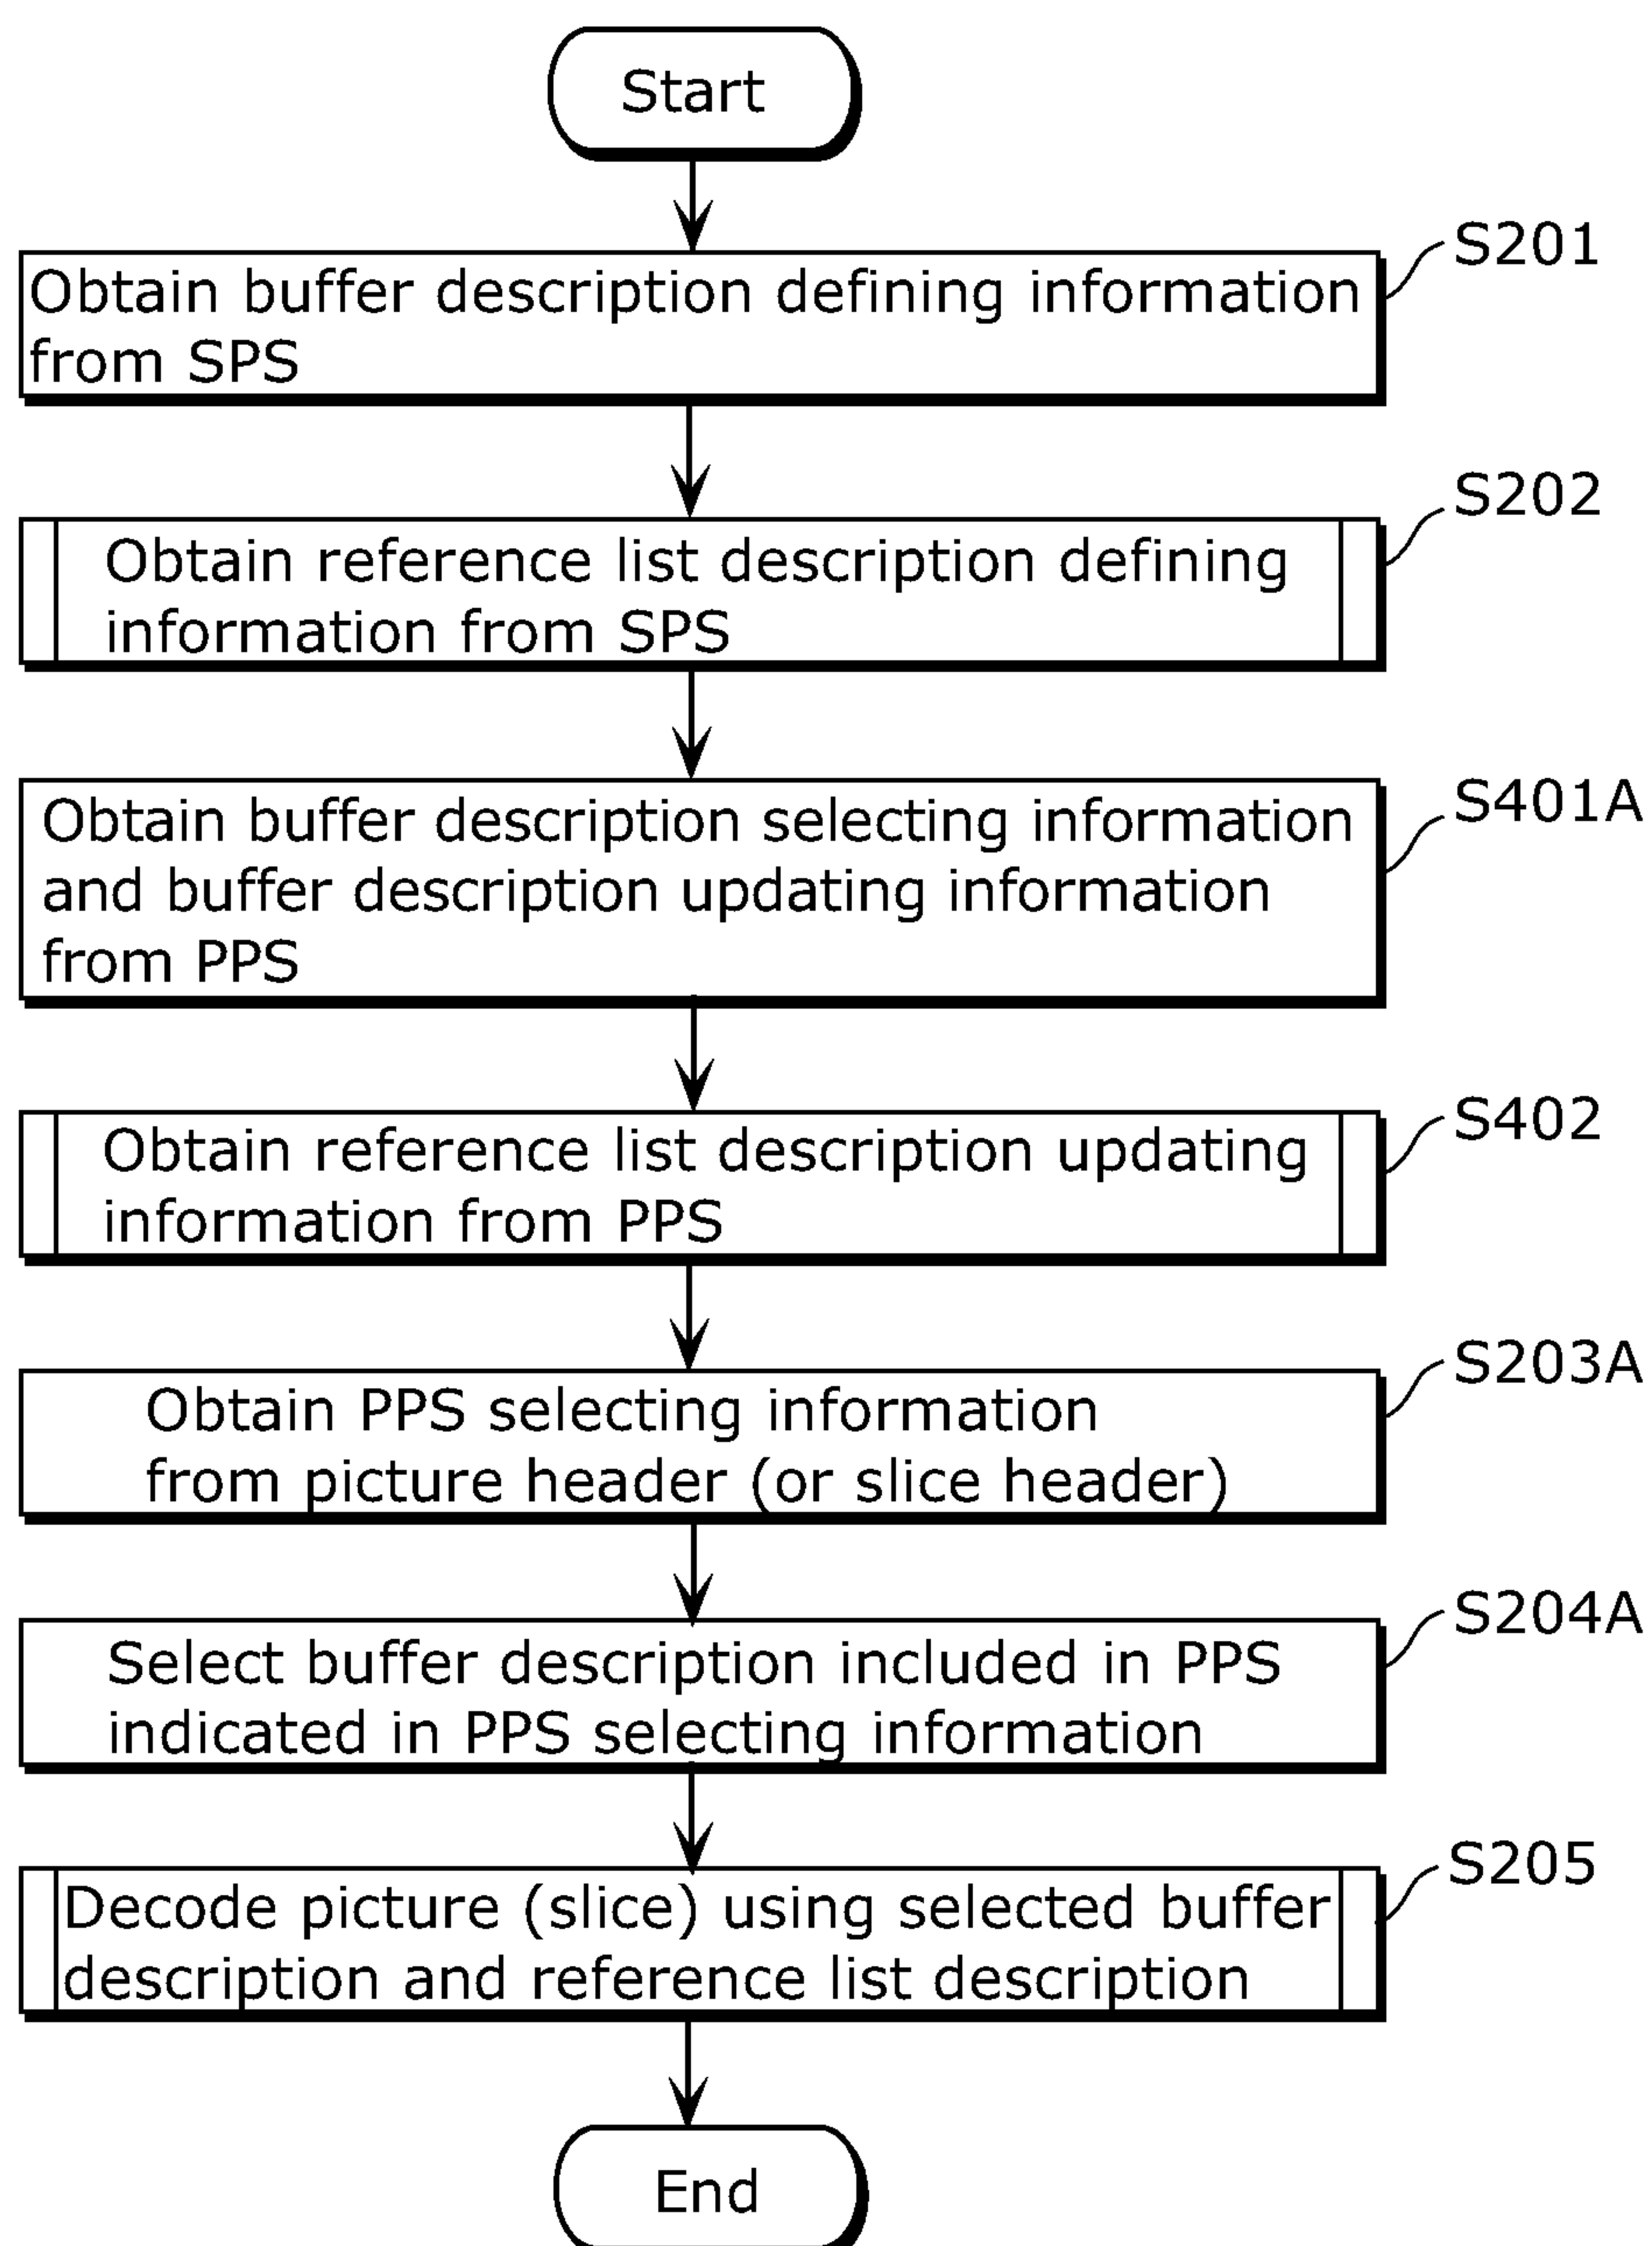 Start
S201
Obtain buffer description defining information
from SPS
S202
Obtain reference list description defining
information from SPS
S401A
Obtain buffer description selecting information
and buffer description updating information
from PPS
S402
Obtain reference list description updating
information from PPS
S203A
Obtain PPS selecting information
from picture header (or slice header)
S204A
Select buffer description included in PPS
indicated in PPS selecting information
S205
Decode picture (slice) using selected buffer
description and reference list description
End